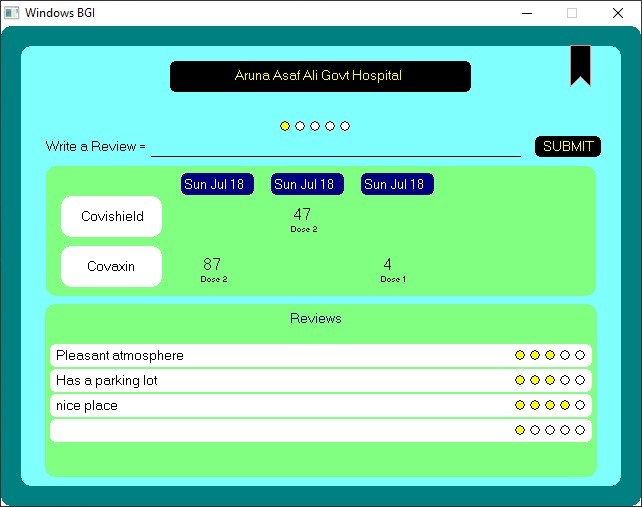 Windows BGI
Aruna Asaf Ali Govt Hospital
Write a Review =
SUBMIT
Sun Jul 18 Sun Jul 18 Sun Jul 18
Covishield 47
Dose 2
Covaxin 87 4
Dose 2 Dose 1
Reviews
Pleasant atmosphere
Has a parking lot
nice place